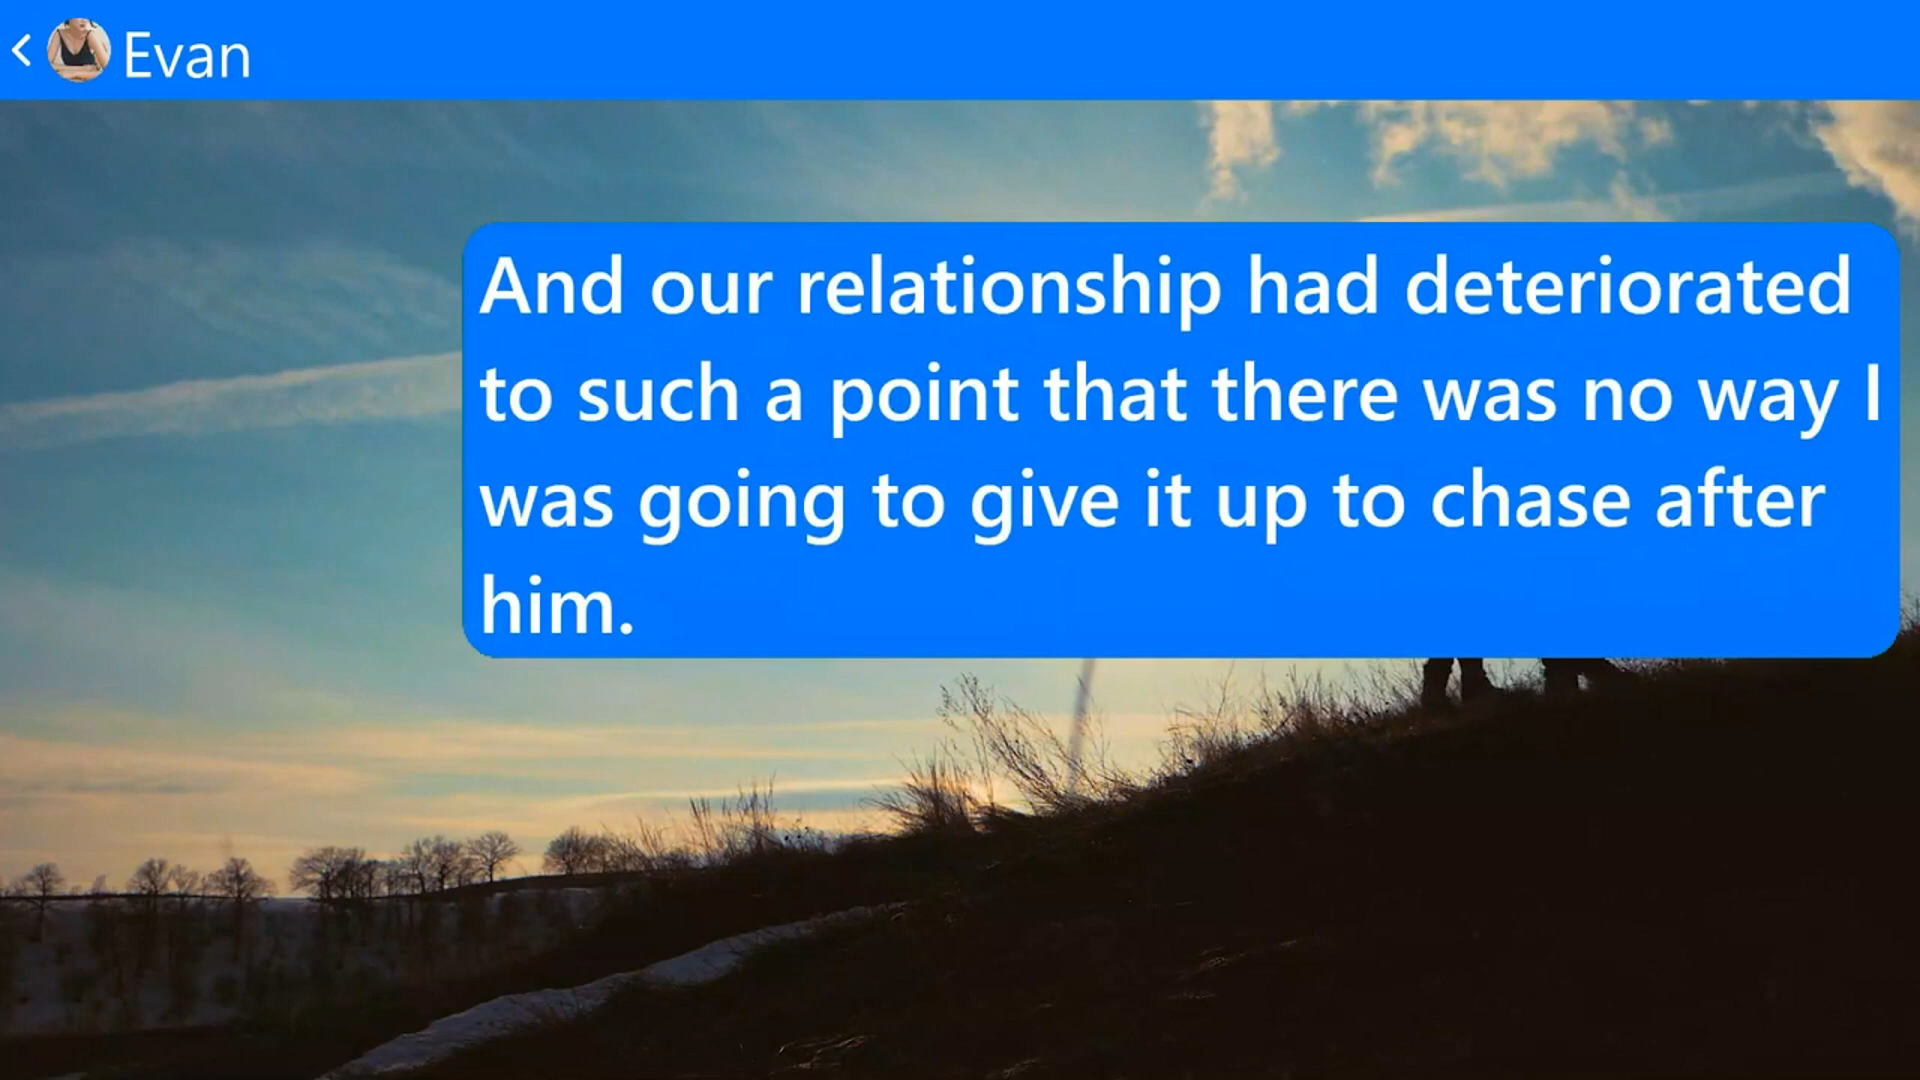 Evan
And our relationship had deteriorated
to such a point that there was no way I
was going to give it up to chase after
him.